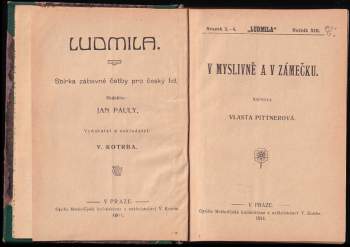 LUDMILA.
Sbírka zábavné četby pro český lid.
Redaktor:
JAN PAULY.
Vydavatel a nakladatel:
V. KOTRBA.
V PRAZE.
Cyrillo-Methodějská knihtiskárna a nakladatelství V. Kotrba.
1911.
Svazek 3.–4. "LUDMILA" Ročník XIII.
V MYSLIVNĚ A V ZÁMEČKU.
Napsala
VLASTA PITTNEROVÁ.
V PRAZE.
Cyrillo-Methodějská knihtiskárna a nakladatelství V. Kotrba.
1911.